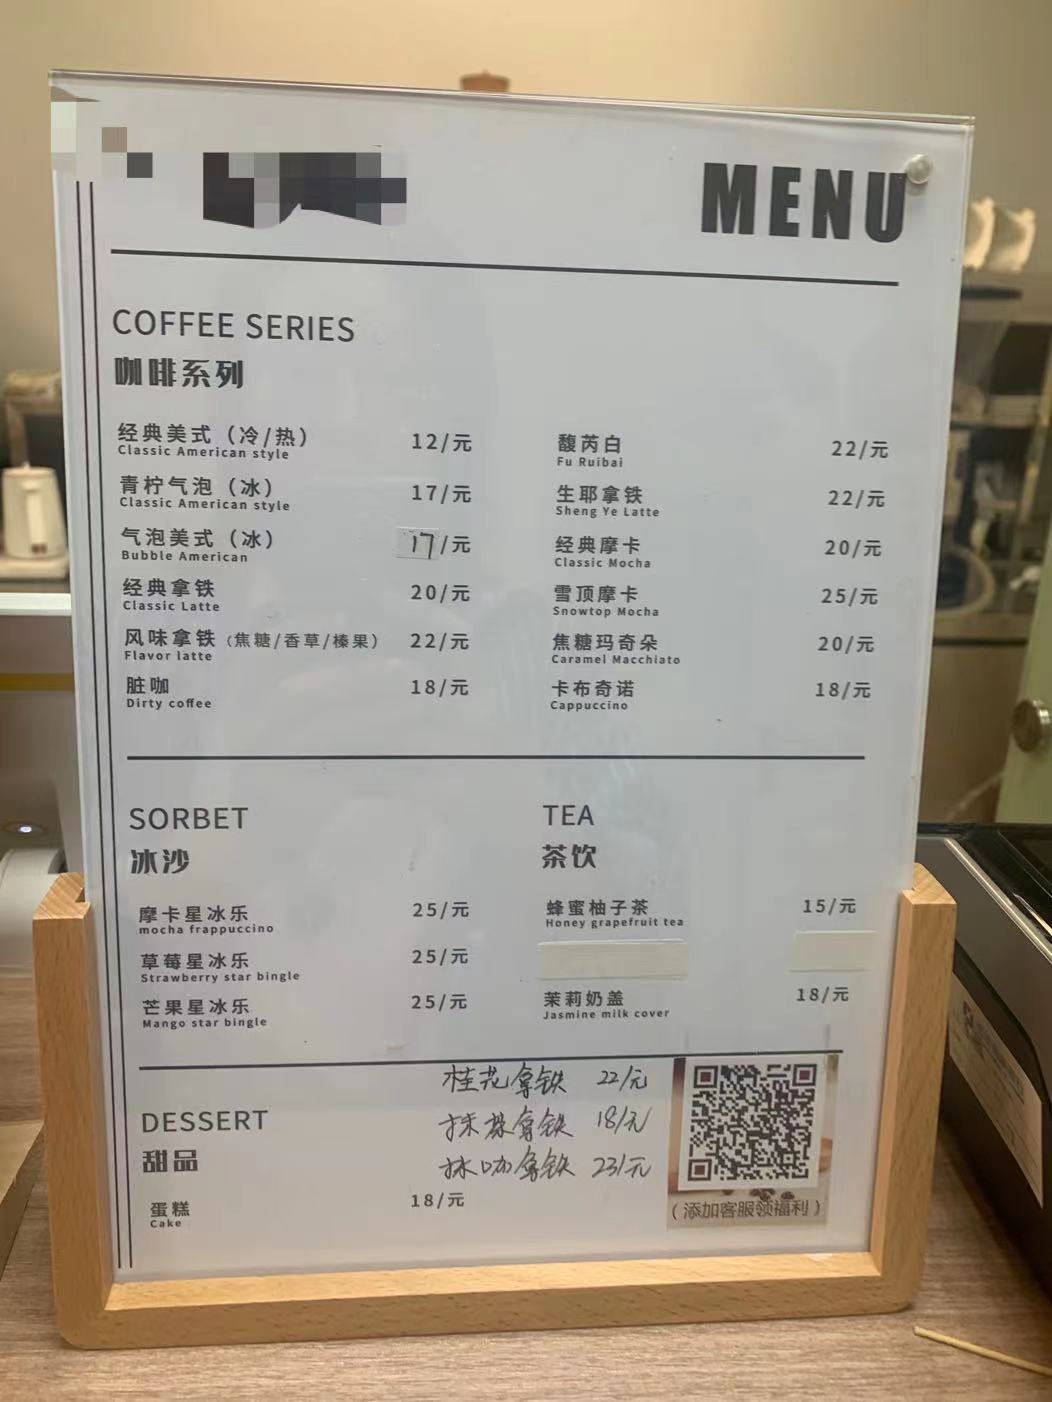 MENU
COFFEE SERIES
咖啡系列
经典美式（冷/热） 12/元
Classic American style
青柠气泡（冰） 17/元
Classic American style
气泡美式（冰） 17/元
Bubble American
经典拿铁 20/元
Classic Latte
风味拿铁（焦糖/香草/榛果） 22/元
Flavor latte
脏咖 18/元
Dirty coffee
馥芮白 22/元
Fu Ruibai
生耶拿铁 22/元
Sheng Ye Latte
经典摩卡 20/元
Classic Mocha
雪顶摩卡 25/元
Snowtop Mocha
焦糖玛奇朵 20/元
Caramel Macchiato
卡布奇诺 18/元
Cappuccino
SORBET
冰沙
摩卡星冰乐 25/元
mocha frappuccino
草莓星冰乐 25/元
Strawberry star bingle
芒果星冰乐 25/元
Mango star bingle
TEA
茶饮
蜂蜜柚子茶 15/元
Honey grapefruit tea
茉莉奶盖 18/元
Jasmine milk cover
DESSERT
甜品
蛋糕 18/元
Cake
桂花拿铁 22/元
抹茶拿铁 18/元
抹咖拿铁 23/元
（添加客服领福利）